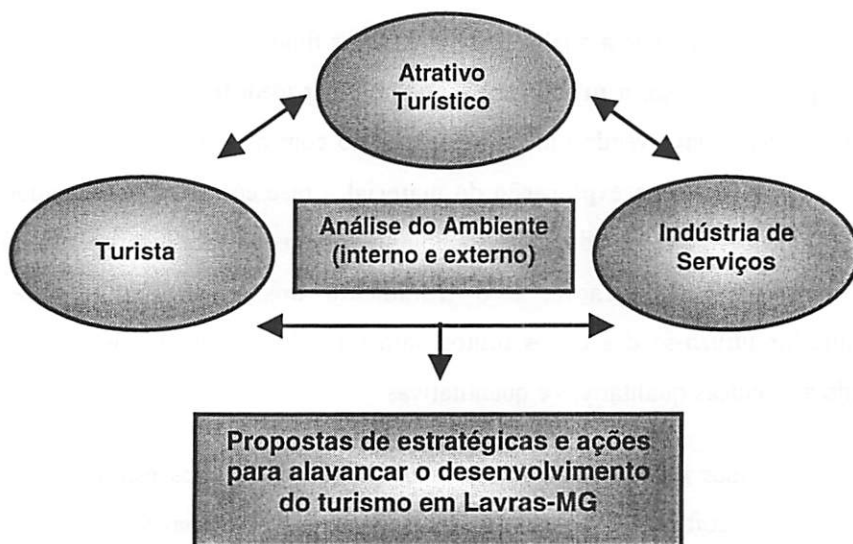 Atrativo
Turístico
Turista
Análise do Ambiente
(interno e externo)
Indústria de
Serviços
Propostas de estratégicas e ações
para alavancar o desenvolvimento
do turismo em Lavras-MG